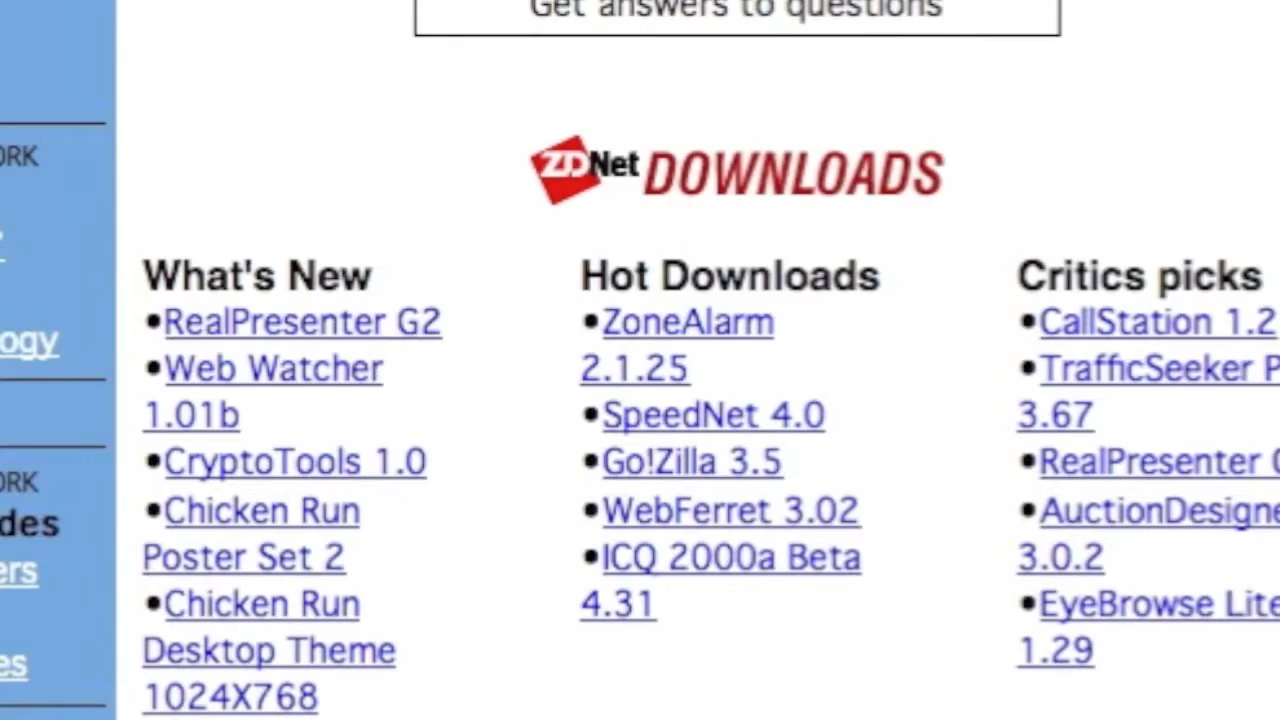 Get answers to questions
ORK
ogy
ORK
des
ers
es
ZDNet DOWNLOADS
What's New
•RealPresenter G2
•Web Watcher
1.01b
•CryptoTools 1.0
•Chicken Run
Poster Set 2
•Chicken Run
Desktop Theme
1024X768
Hot Downloads
•ZoneAlarm
2.1.25
•SpeedNet 4.0
•Go!Zilla 3.5
•WebFerret 3.02
•ICQ 2000a Beta
4.31
Critics picks
•CallStation 1.2
•TrafficSeeker P
3.67
•RealPresenter
•AuctionDesigne
3.0.2
•EyeBrowse Lite
1.29